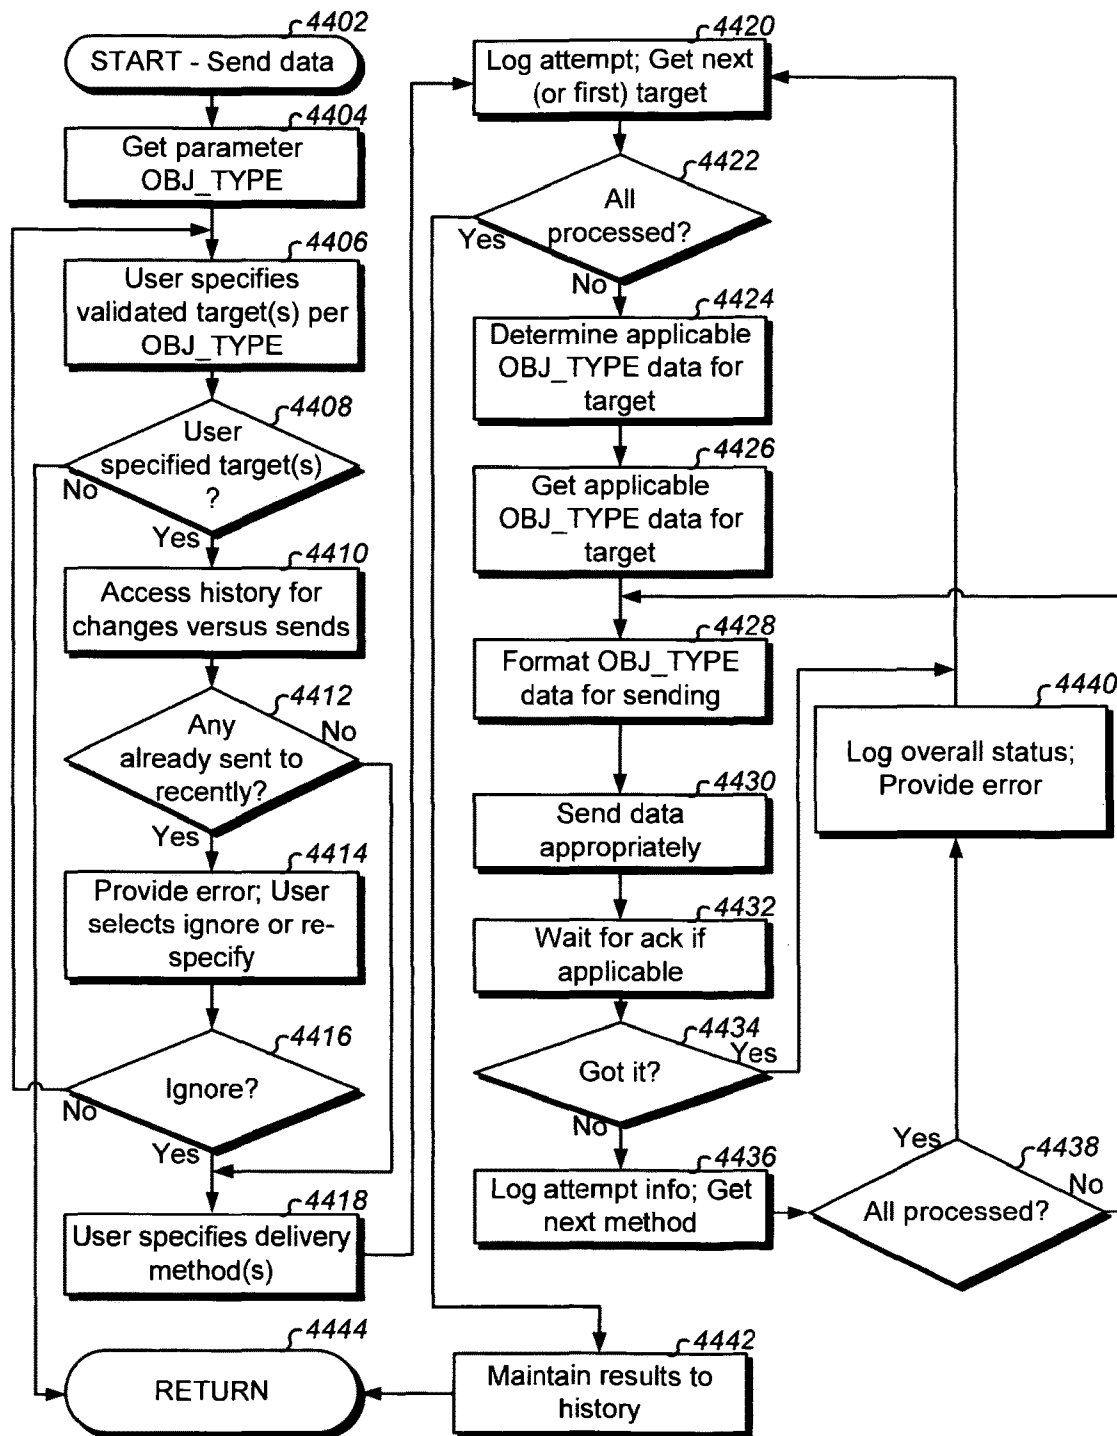 4402
START - Send data
4404
Get parameter
OBJ_TYPE
4406
User specifies
validated target(s) per
OBJ_TYPE
4408
User
specified target(s)
?
No
Yes
4410
Access history for
changes versus sends
4412
Any
already sent to
recently?
No
Yes
4414
Provide error; User
selects ignore or re-
specify
4416
Ignore?
No
Yes
4418
User specifies delivery
method(s)
4444
RETURN
4420
Log attempt; Get next
(or first) target
4422
All
processed?
Yes
No
4424
Determine applicable
OBJ_TYPE data for
target
4426
Get applicable
OBJ_TYPE data for
target
4428
Format OBJ_TYPE
data for sending
4430
Send data
appropriately
4432
Wait for ack if
applicable
4434
Got it?
Yes
No
4436
Log attempt info; Get
next method
4438
All processed?
Yes
No
4440
Log overall status;
Provide error
4442
Maintain results to
history